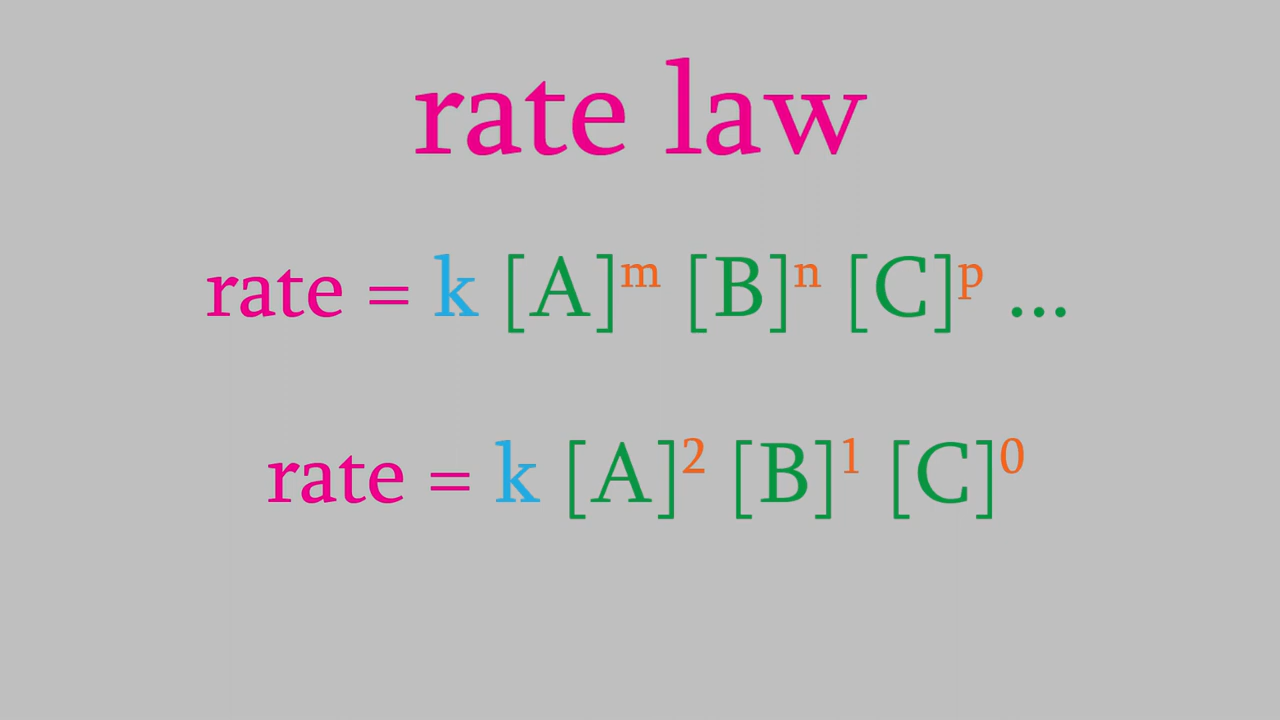 rate law
rate = k [A]ᵐ [B]ⁿ [C]ᵖ ...
rate = k [A]² [B]¹ [C]⁰